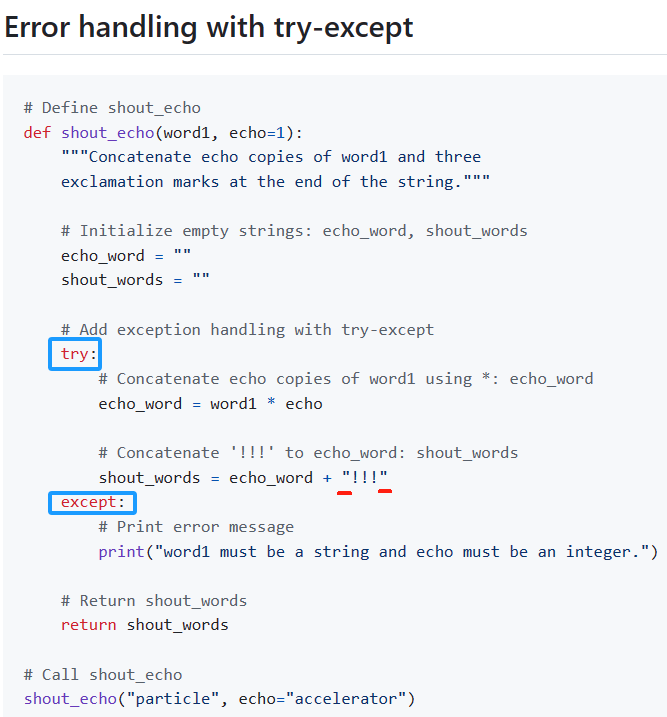 Error handling with try-except
# Define shout_echo
def shout_echo(word1, echo=1):
    """Concatenate echo copies of word1 and three
    exclamation marks at the end of the string."""
    # Initialize empty strings: echo_word, shout_words
    echo_word = ""
    shout_words = ""
    # Add exception handling with try-except
    try:
        # Concatenate echo copies of word1 using *: echo_word
        echo_word = word1 * echo
        # Concatenate '!!!' to echo_word: shout_words
        shout_words = echo_word + "!!!"
    except:
        # Print error message
        print("word1 must be a string and echo must be an integer.")
    # Return shout_words
    return shout_words
# Call shout_echo
shout_echo("particle", echo="accelerator")